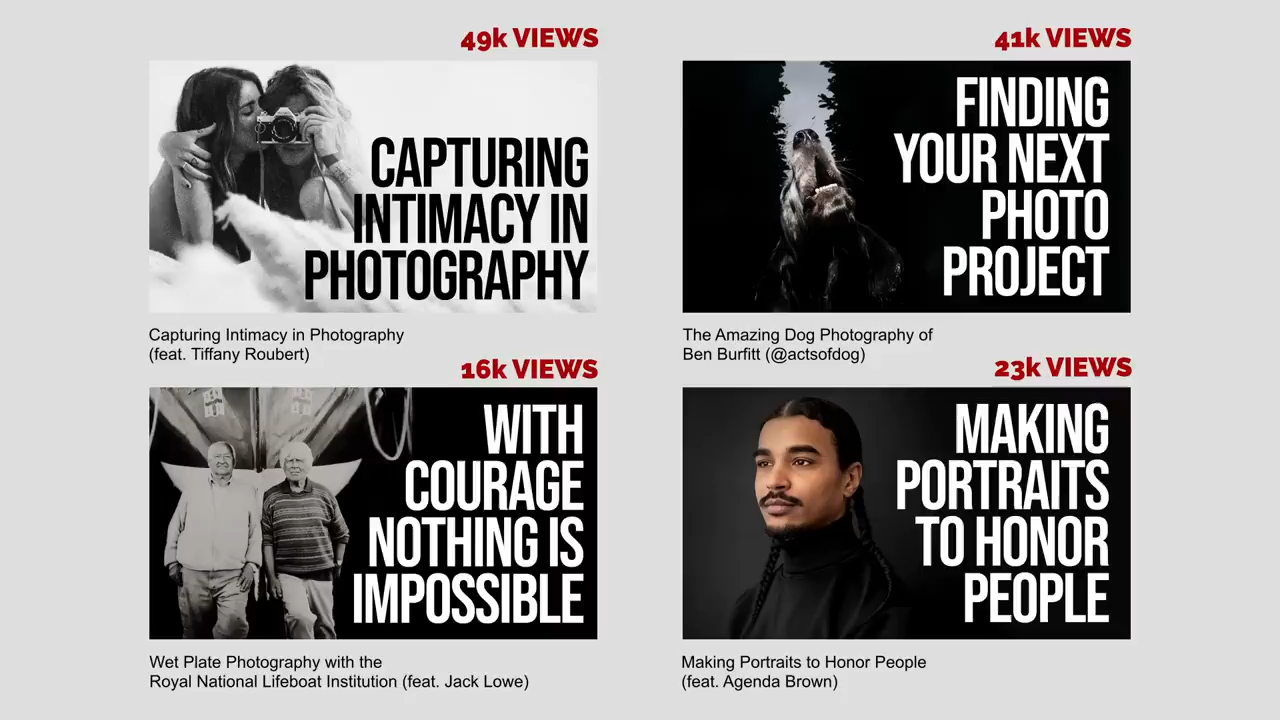 49k VIEWS
CAPTURING
INTIMACY IN
PHOTOGRAPHY
Capturing Intimacy in Photography
(feat. Tiffany Roubert)
41k VIEWS
FINDING
YOUR NEXT
PHOTO
PROJECT
The Amazing Dog Photography of
Ben Burfitt (@actsofdog)
16k VIEWS
WITH
COURAGE
NOTHING IS
IMPOSSIBLE
Wet Plate Photography with the
Royal National Lifeboat Institution (feat. Jack Lowe)
23k VIEWS
MAKING
PORTRAITS
TO HONOR
PEOPLE
Making Portraits to Honor People
(feat. Agenda Brown)